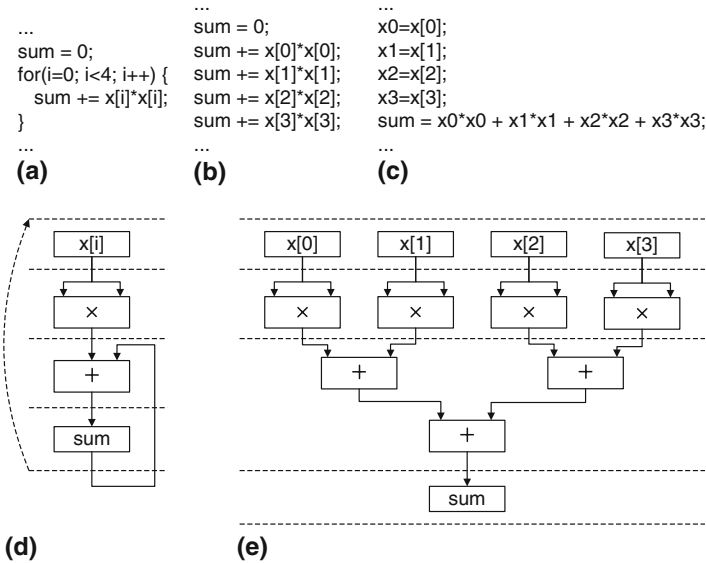 ...
sum = 0;
for(i=0; i<4; i++) {
sum += x[i]*x[i];
}
...
(a)
...
sum = 0;
sum += x[0]*x[0];
sum += x[1]*x[1];
sum += x[2]*x[2];
sum += x[3]*x[3];
...
(b)
...
x0=x[0];
x1=x[1];
x2=x[2];
x3=x[3];
sum = x0*x0 + x1*x1 + x2*x2 + x3*x3;
...
(c)
x[i]
×
+
sum
(d)
x[0] x[1] x[2] x[3]
× × × ×
+ +
+
sum
(e)